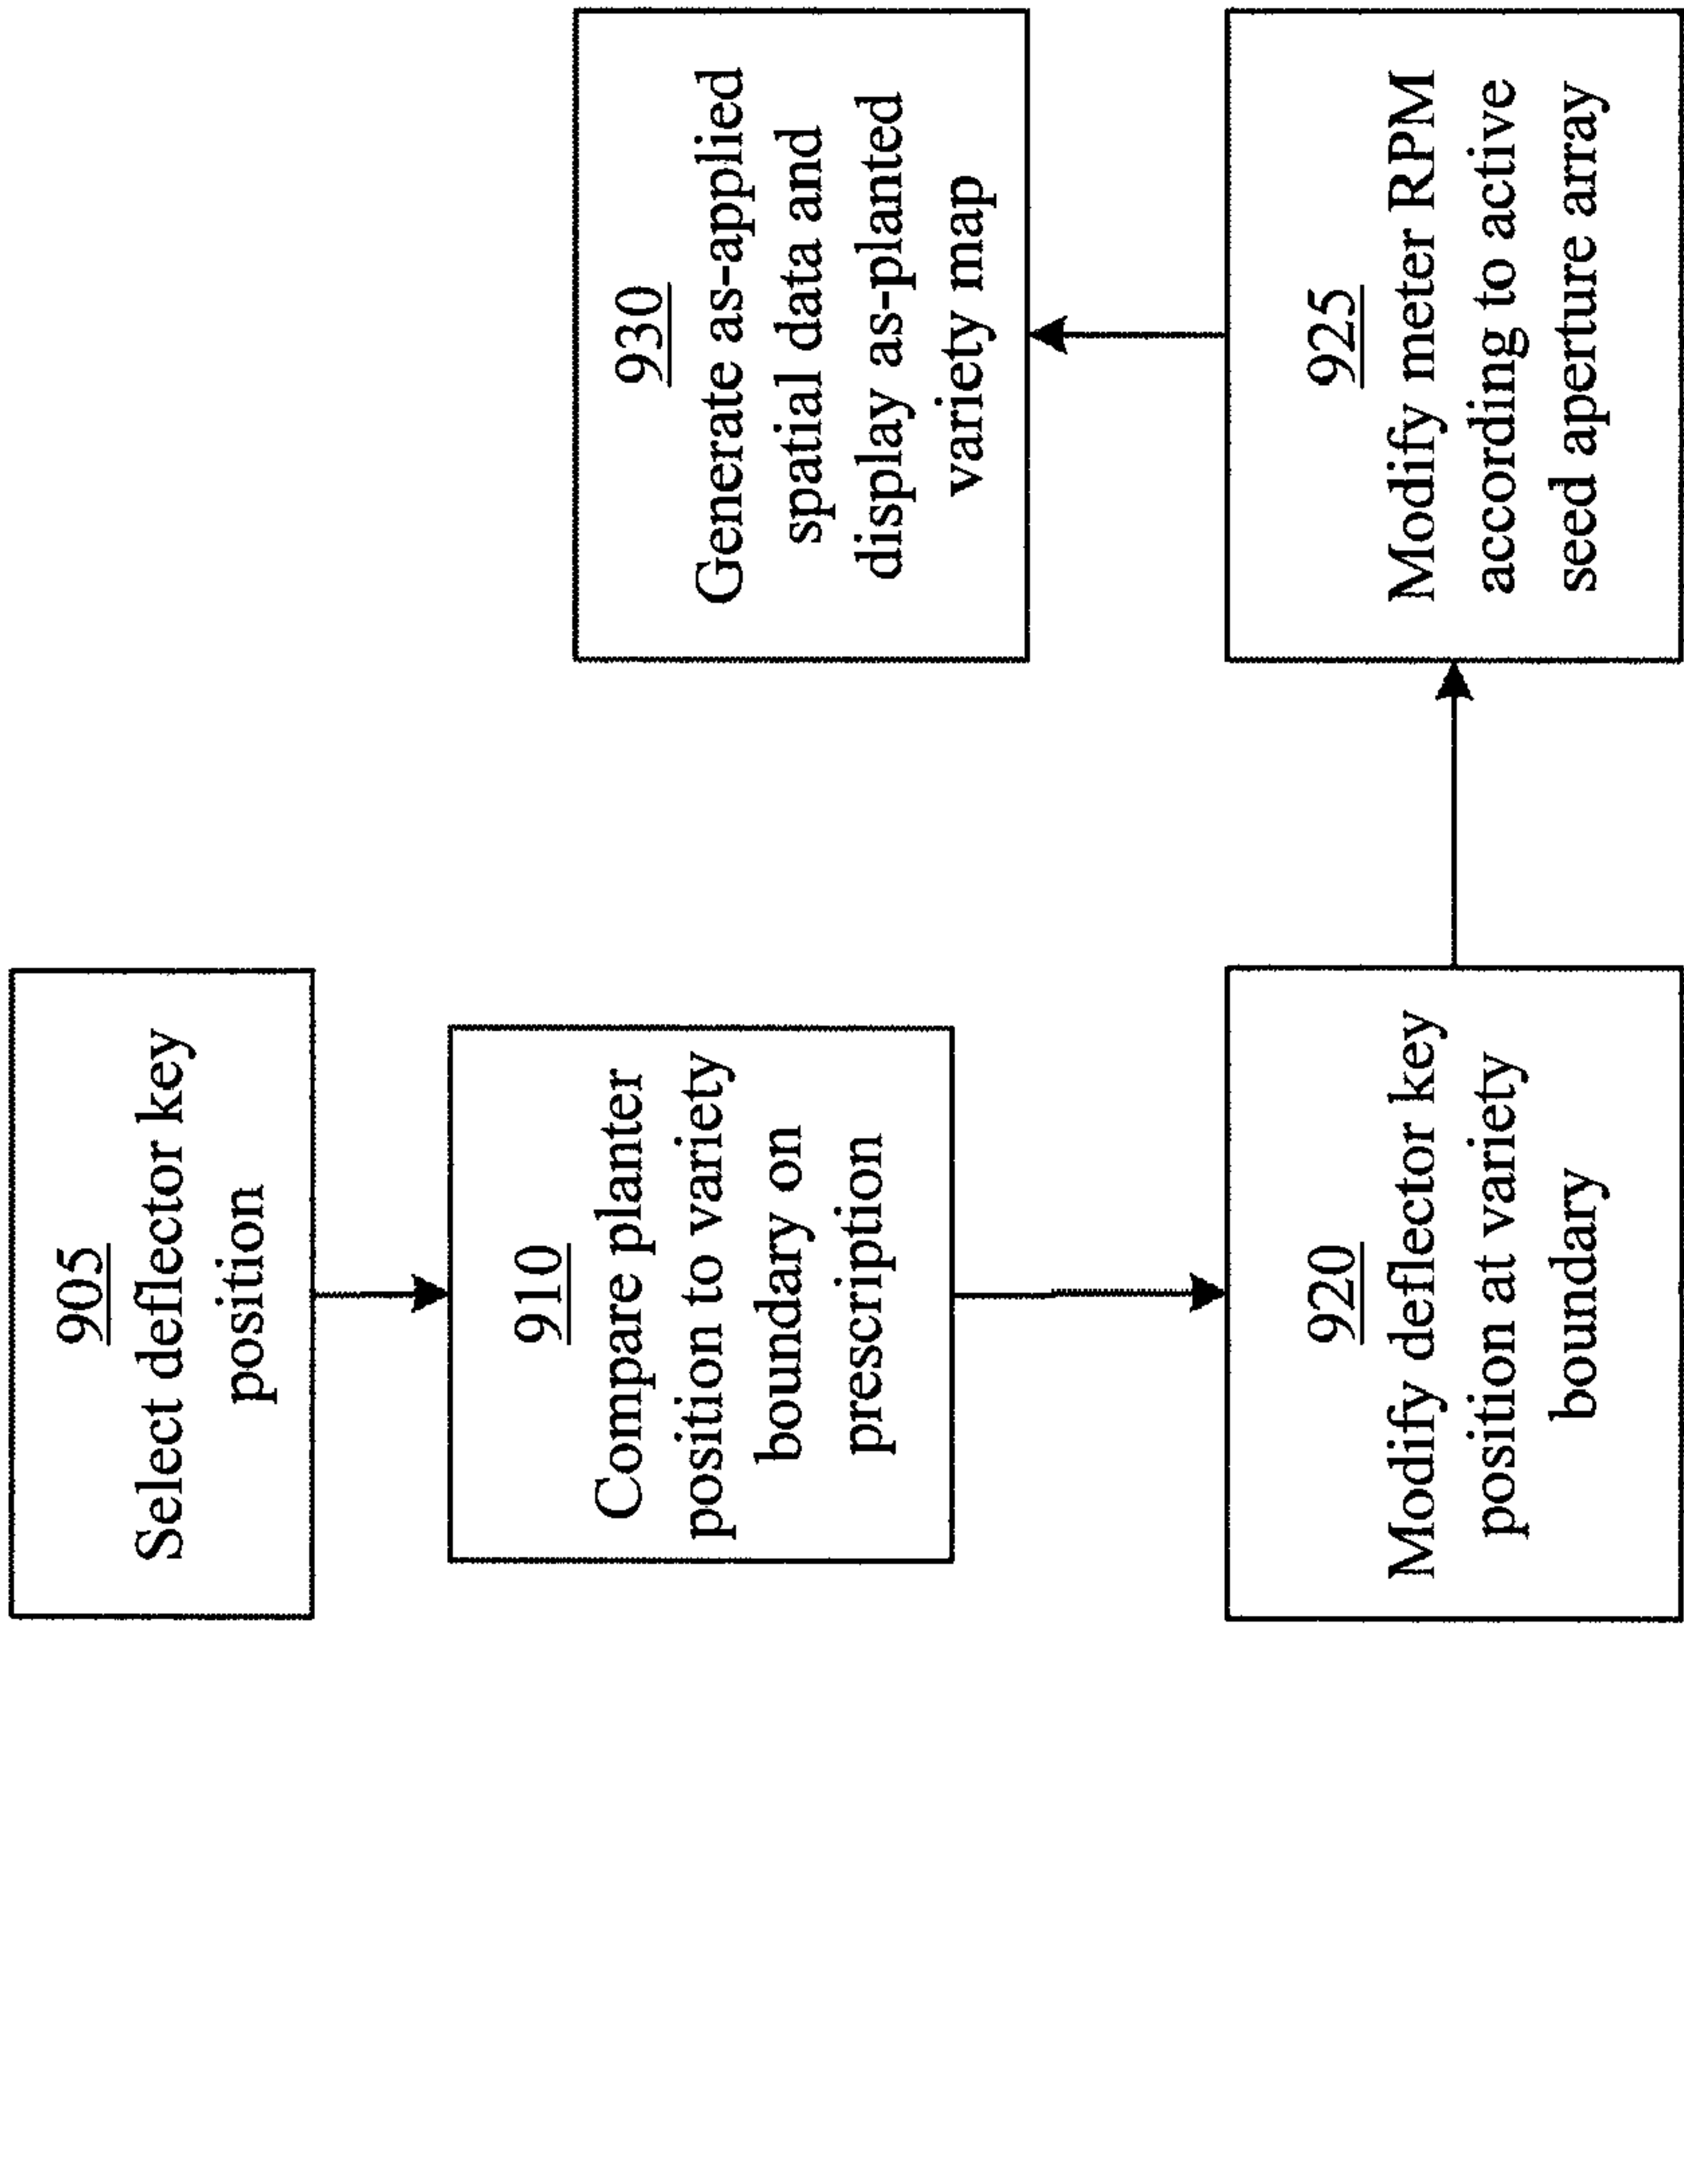 905
Select deflector key
position
910
Compare planter
position to variety
boundary on
prescription
920
Modify deflector key
position at variety
boundary
925
Modify meter RPM
according to active
seed aperture array
930
Generate as-applied
spatial data and
display as-planted
variety map